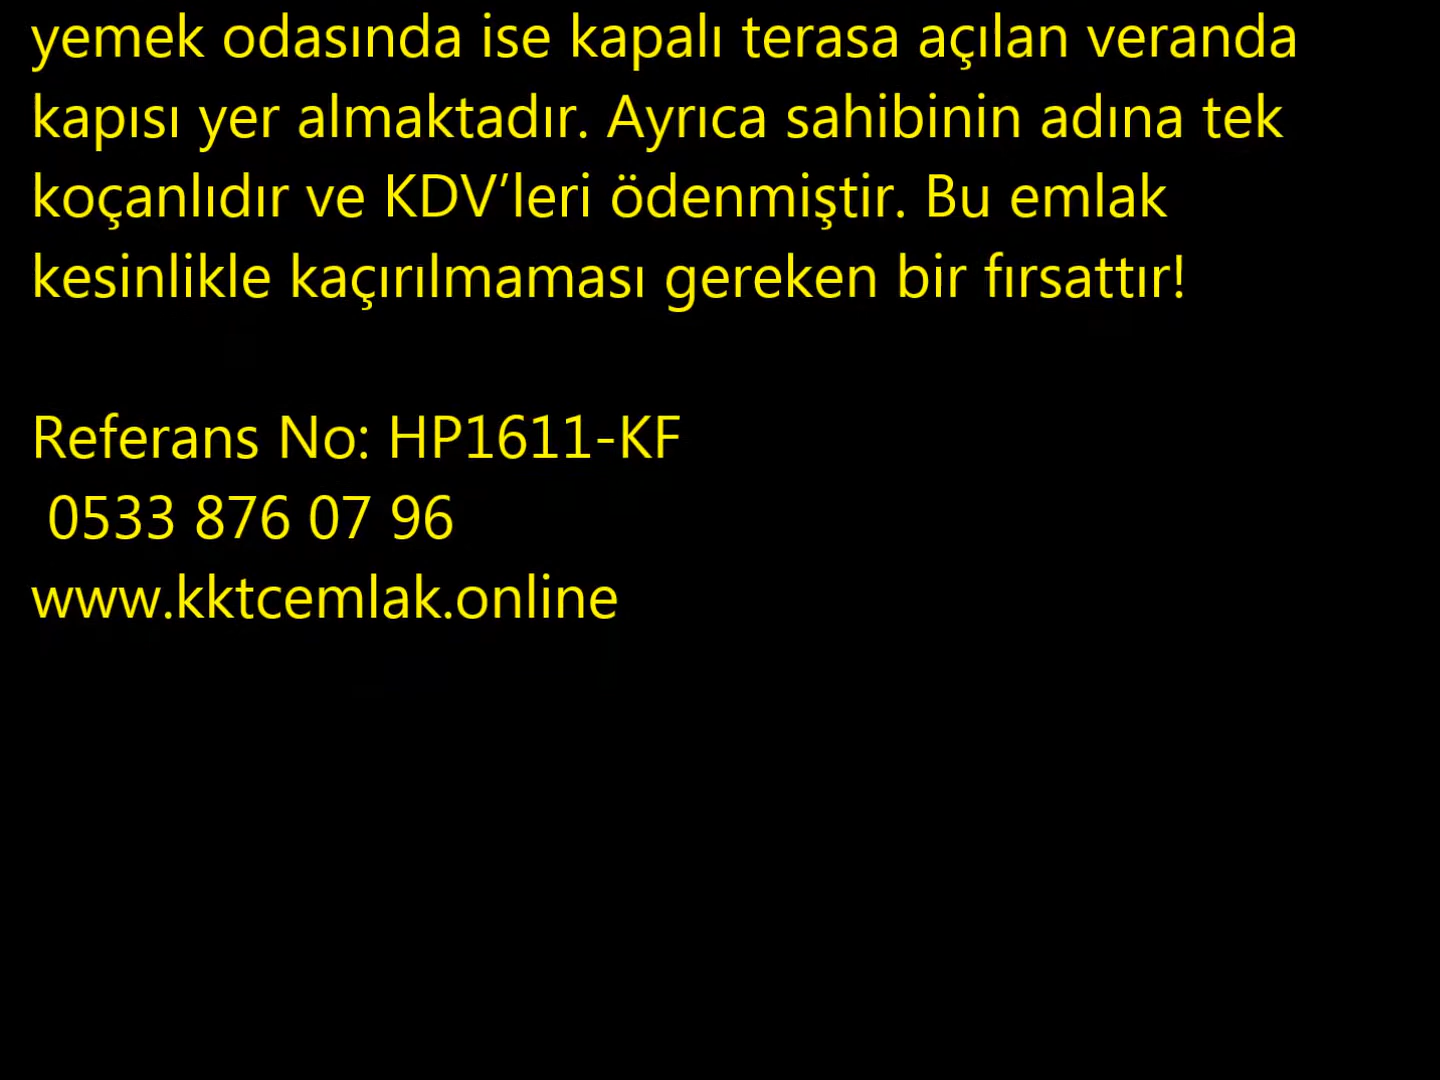 yemek odasında ise kapalı terasa açılan veranda
kapısı yer almaktadır. Ayrıca sahibinin adına tek
koçanlıdır ve KDV’leri ödenmiştir. Bu emlak
kesinlikle kaçırılmaması gereken bir fırsattır!
Referans No: HP1611-KF
0533 876 07 96
www.kktcemlak.online